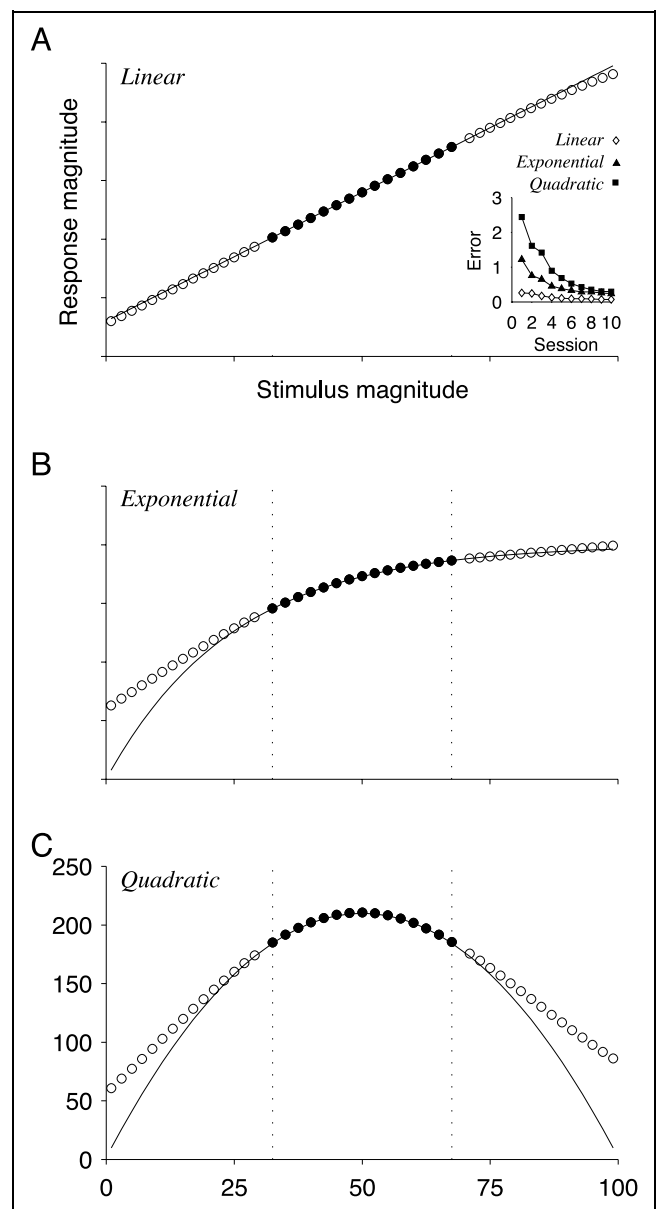 A
Linear
Response magnitude
Linear
Exponential
Quadratic
3
2
1
0
Error
0 2 4 6 8 10
Session
Stimulus magnitude
B
Exponential
C
Quadratic
250
200
150
100
50
0
0 25 50 75 100